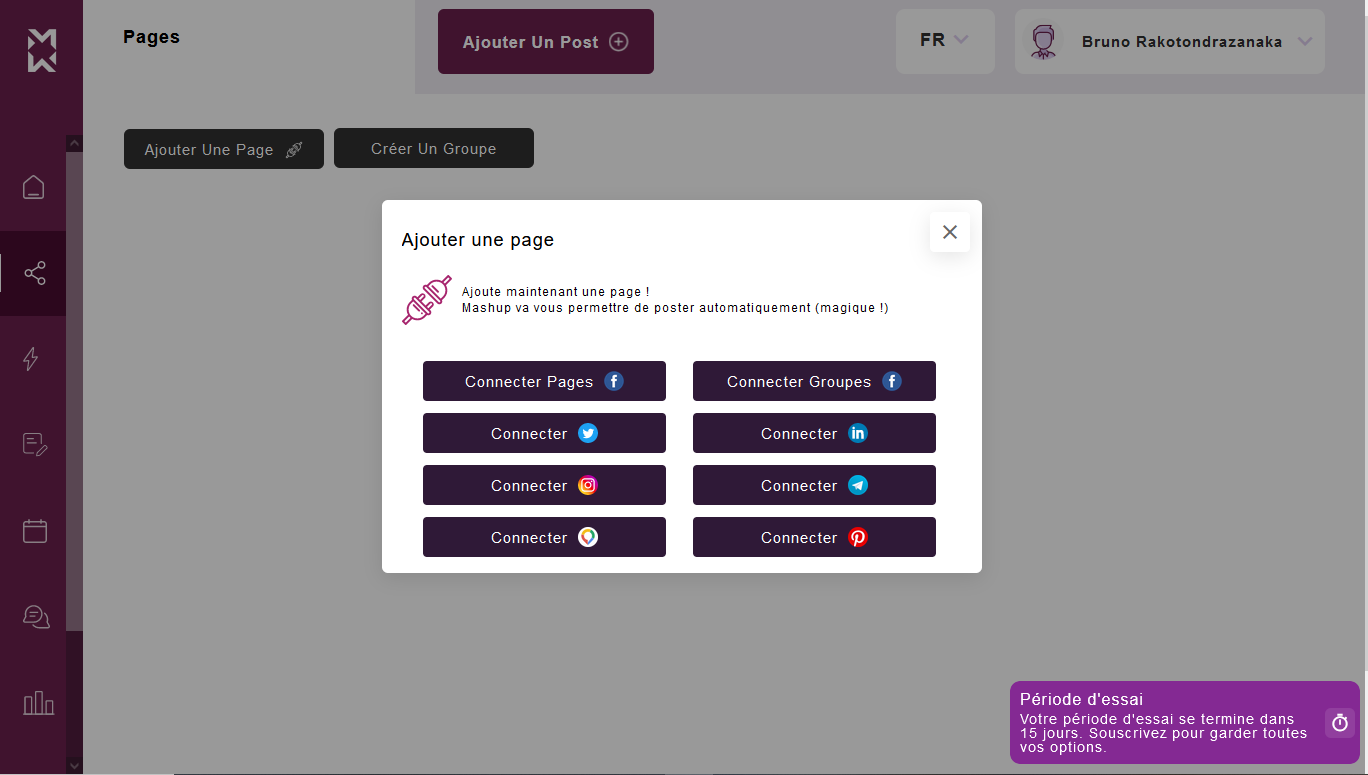 Pages
Ajouter Un Post
FR
Bruno Rakotondrazanaka
Ajouter Une Page
Créer Un Groupe
Ajouter une page
Ajoute maintenant une page !
Mashup va vous permettre de poster automatiquement (magique !)
Connecter Pages
Connecter Groupes
Connecter
Connecter
Connecter
Connecter
Connecter
Connecter
Période d'essai
Votre période d'essai se termine dans
15 jours. Souscrivez pour garder toutes
vos options.